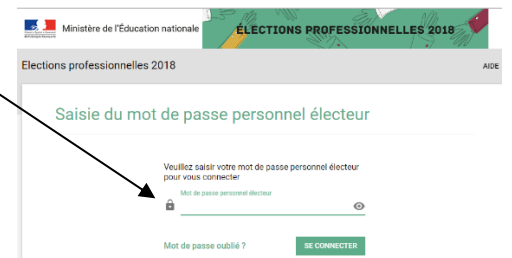 Ministère de l'Éducation nationale
ÉLECTIONS PROFESSIONNELLES 2018
Elections professionnelles 2018
AIDE
Saisie du mot de passe personnel électeur
Veuillez saisir votre mot de passe personnel électeur
pour vous connecter
Mot de passe personnel électeur
Mot de passe oublié ?
SE CONNECTER